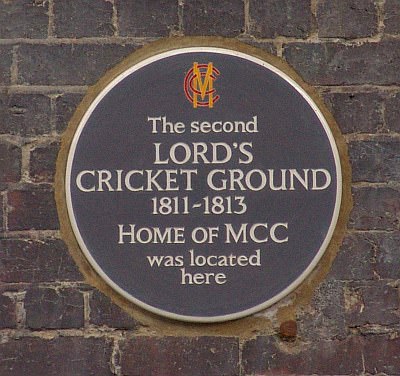 MCC
The second
LORD'S
CRICKET GROUND
1811-1813
HOME OF MCC
was located
here